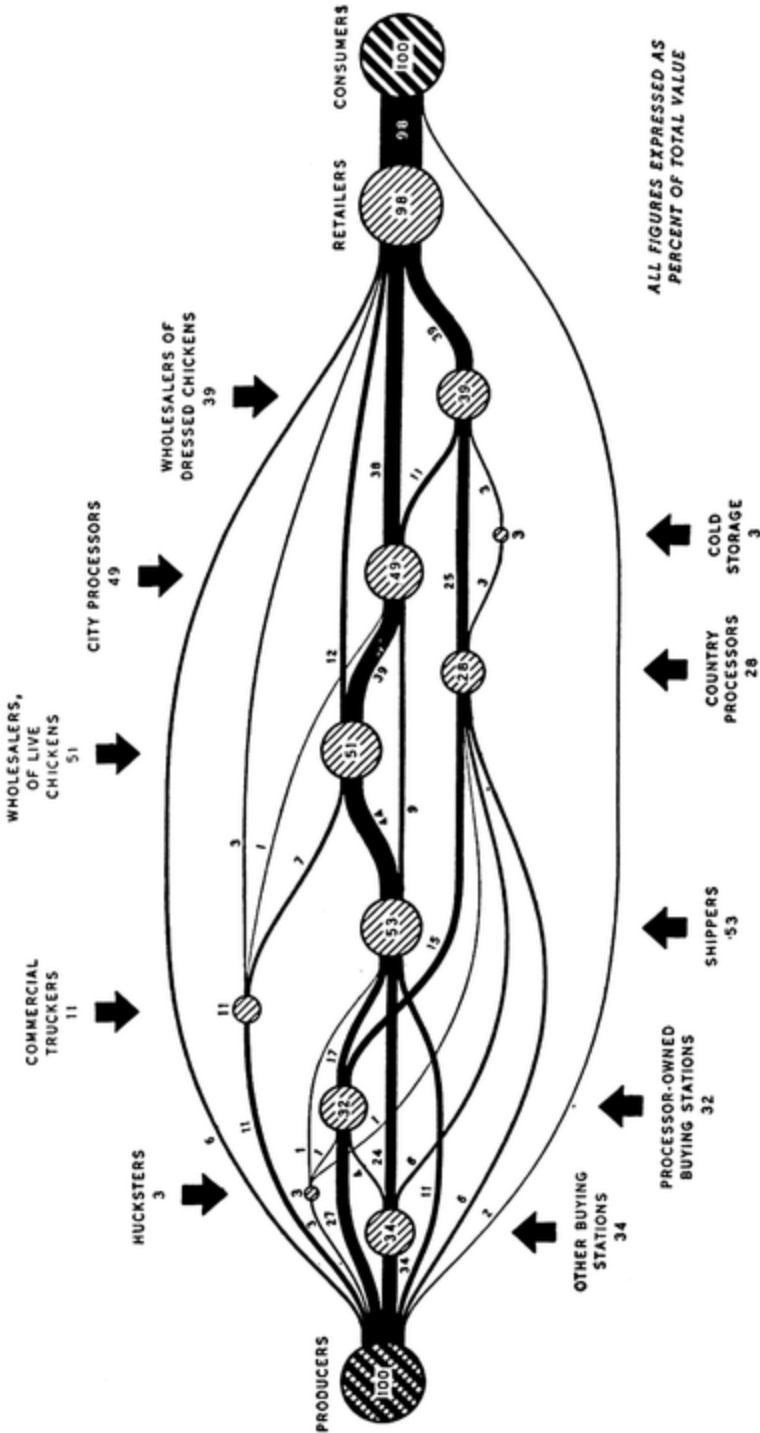 WHOLESALERS,
OF LIVE
CHICKENS
51
COMMERCIAL
TRUCKERS
11
CITY PROCESSORS
49
HUCKSTERS
3
WHOLESALERS OF
DRESSED CHICKENS
39
6
11
11
3
1
7
12
3
3
1
1
17
27
32
4
1
PRODUCERS
100
34
34
24
6
11
6
2
53
44
9
15
51
39
49
38
11
28
25
3
3
3
39
39
RETAILERS
98
98
CONSUMERS
100
OTHER BUYING
STATIONS
34
PROCESSOR-OWNED
BUYING STATIONS
32
SHIPPERS
53
COUNTRY
PROCESSORS
28
COLD
STORAGE
3
ALL FIGURES EXPRESSED AS
PERCENT OF TOTAL VALUE